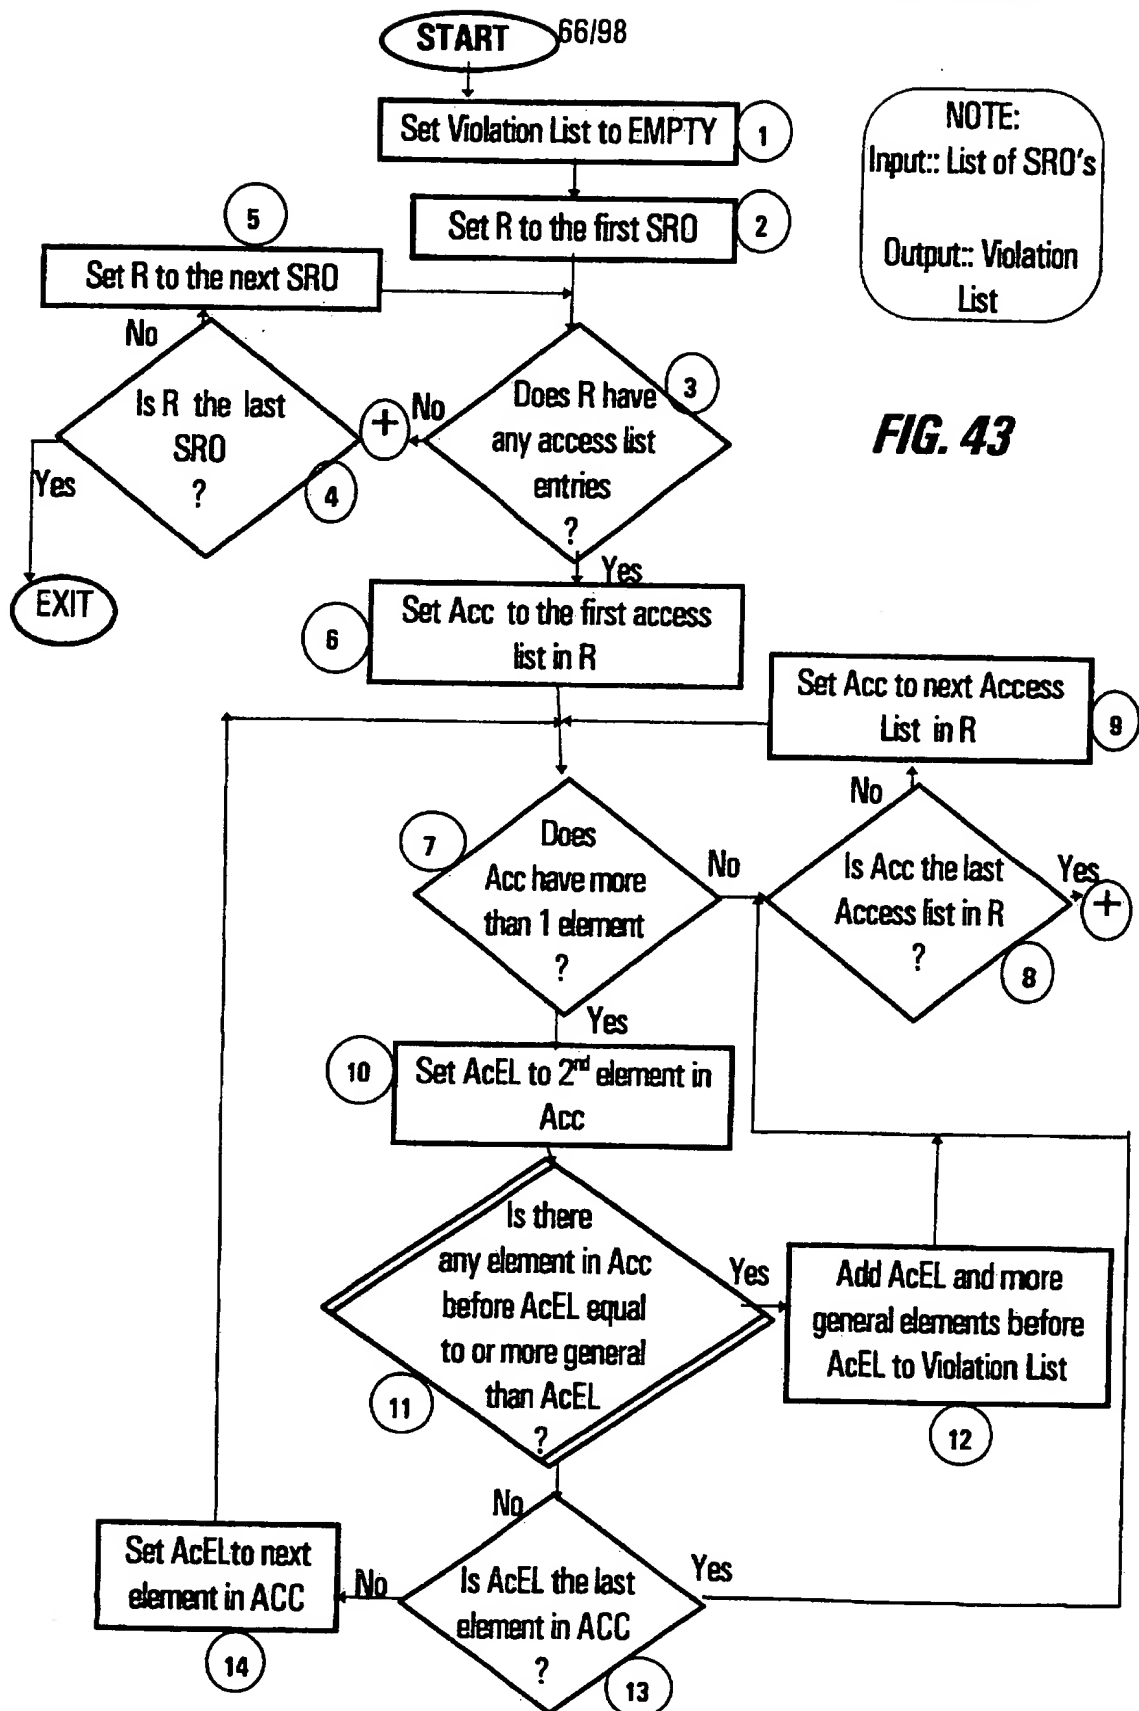 START
66/98
Set Violation List to EMPTY
1
NOTE:
Input:: List of SRO's
Output:: Violation
List
Set R to the first SRO
2
5
Set R to the next SRO
No
Is R the last
SRO
?
4
Yes
EXIT
+
No
Does R have
any access list
entries
?
3
Yes
FIG. 43
6
Set Acc to the first access
list in R
Set Acc to next Access
List in R
9
No
7
Does
Acc have more
than 1 element
?
No
Is Acc the last
Access list in R
?
8
Yes
+
Yes
10
Set AcEL to 2nd element in
Acc
Is there
any element in Acc
before AcEL equal
to or more general
than AcEL
?
11
Yes
Add AcEL and more
general elements before
AcEL to Violation List
12
No
Set AcELto next
element in ACC
14
No
Is AcEL the last
element in ACC
?
13
Yes